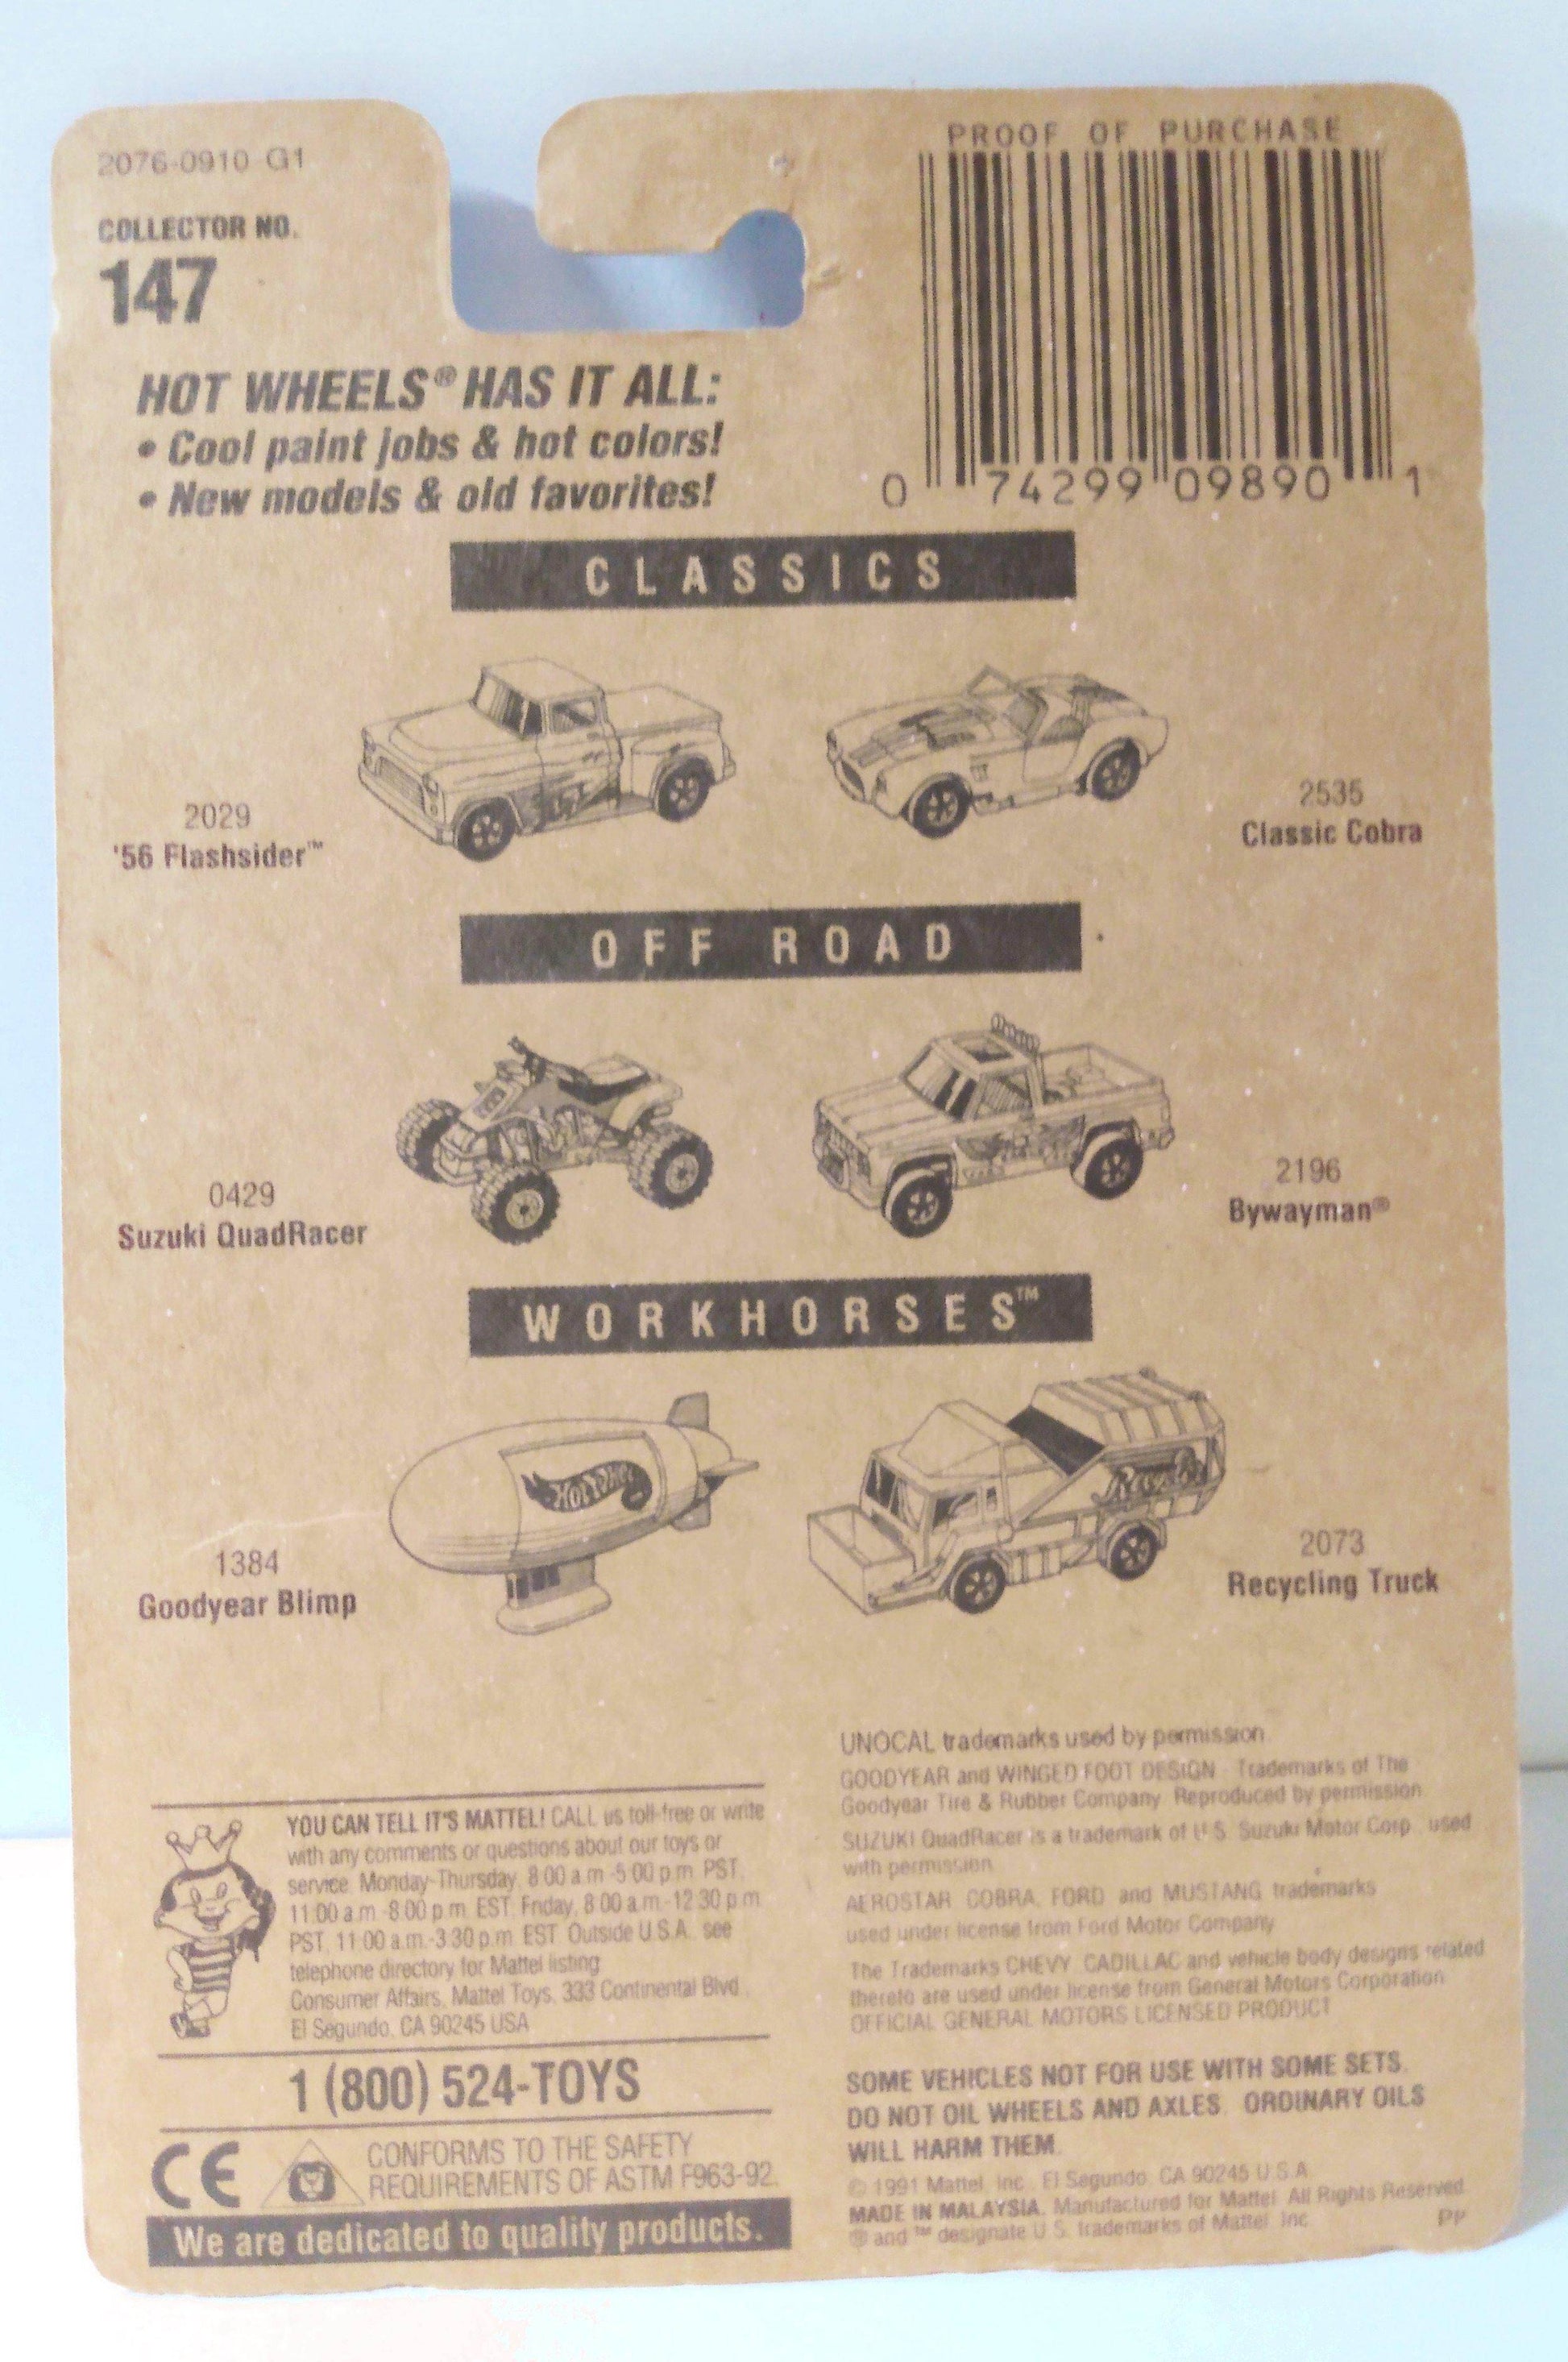 2076-0910 G1
COLLECTOR NO.
147
PROOF OF PURCHASE
0 74299 09890 1
HOT WHEELS® HAS IT ALL:
• Cool paint jobs & hot colors!
• New models & old favorites!
CLASSICS
2029
'56 Flashsider™
2535
Classic Cobra
OFF ROAD
0429
Suzuki QuadRacer
2196
Bywayman®
WORKHORSES™
Hot Wheels
1384
Goodyear Blimp
2073
Recycling Truck
YOU CAN TELL IT'S MATTEL! CALL us toll-free or write
with any comments or questions about our toys or
service. Monday-Thursday, 8:00 a.m.-5:00 p.m. PST,
11:00 a.m.-8:00 p.m. EST. Friday, 8:00 a.m.-12:30 p.m.
PST, 11:00 a.m.-3:30 p.m. EST. Outside U.S.A., see
telephone directory for Mattel listing.
Consumer Affairs, Mattel Toys, 333 Continental Blvd.,
El Segundo, CA 90245 USA
1 (800) 524-TOYS
CE
CONFORMS TO THE SAFETY
REQUIREMENTS OF ASTM F963-92.
We are dedicated to quality products.
UNOCAL trademarks used by permission.
GOODYEAR and WINGED FOOT DESIGN - Trademarks of The
Goodyear Tire & Rubber Company. Reproduced by permission.
SUZUKI QuadRacer is a trademark of U.S. Suzuki Motor Corp., used
with permission.
AEROSTAR, COBRA, FORD and MUSTANG trademarks
used under license from Ford Motor Company.
The Trademarks CHEVY, CADILLAC and vehicle body designs related
thereto are used under license from General Motors Corporation.
OFFICIAL GENERAL MOTORS LICENSED PRODUCT
SOME VEHICLES NOT FOR USE WITH SOME SETS.
DO NOT OIL WHEELS AND AXLES. ORDINARY OILS
WILL HARM THEM.
© 1991 Mattel, Inc., El Segundo, CA 90245 U.S.A.
MADE IN MALAYSIA. Manufactured for Mattel. All Rights Reserved.
® and ™ designate U.S. trademarks of Mattel, Inc.
PP